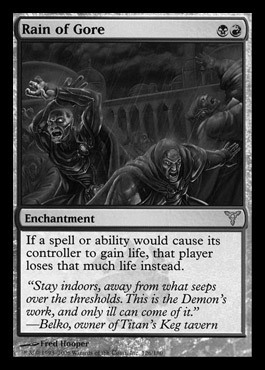 Rain of Gore
Enchantment
If a spell or ability would cause its
controller to gain life, that player
loses that much life instead.
“Stay indoors, away from what seeps
over the thresholds. This is the Demon’s
work, and only ill can come of it.”
—Belko, owner of Titan’s Keg tavern
Fred Hooper